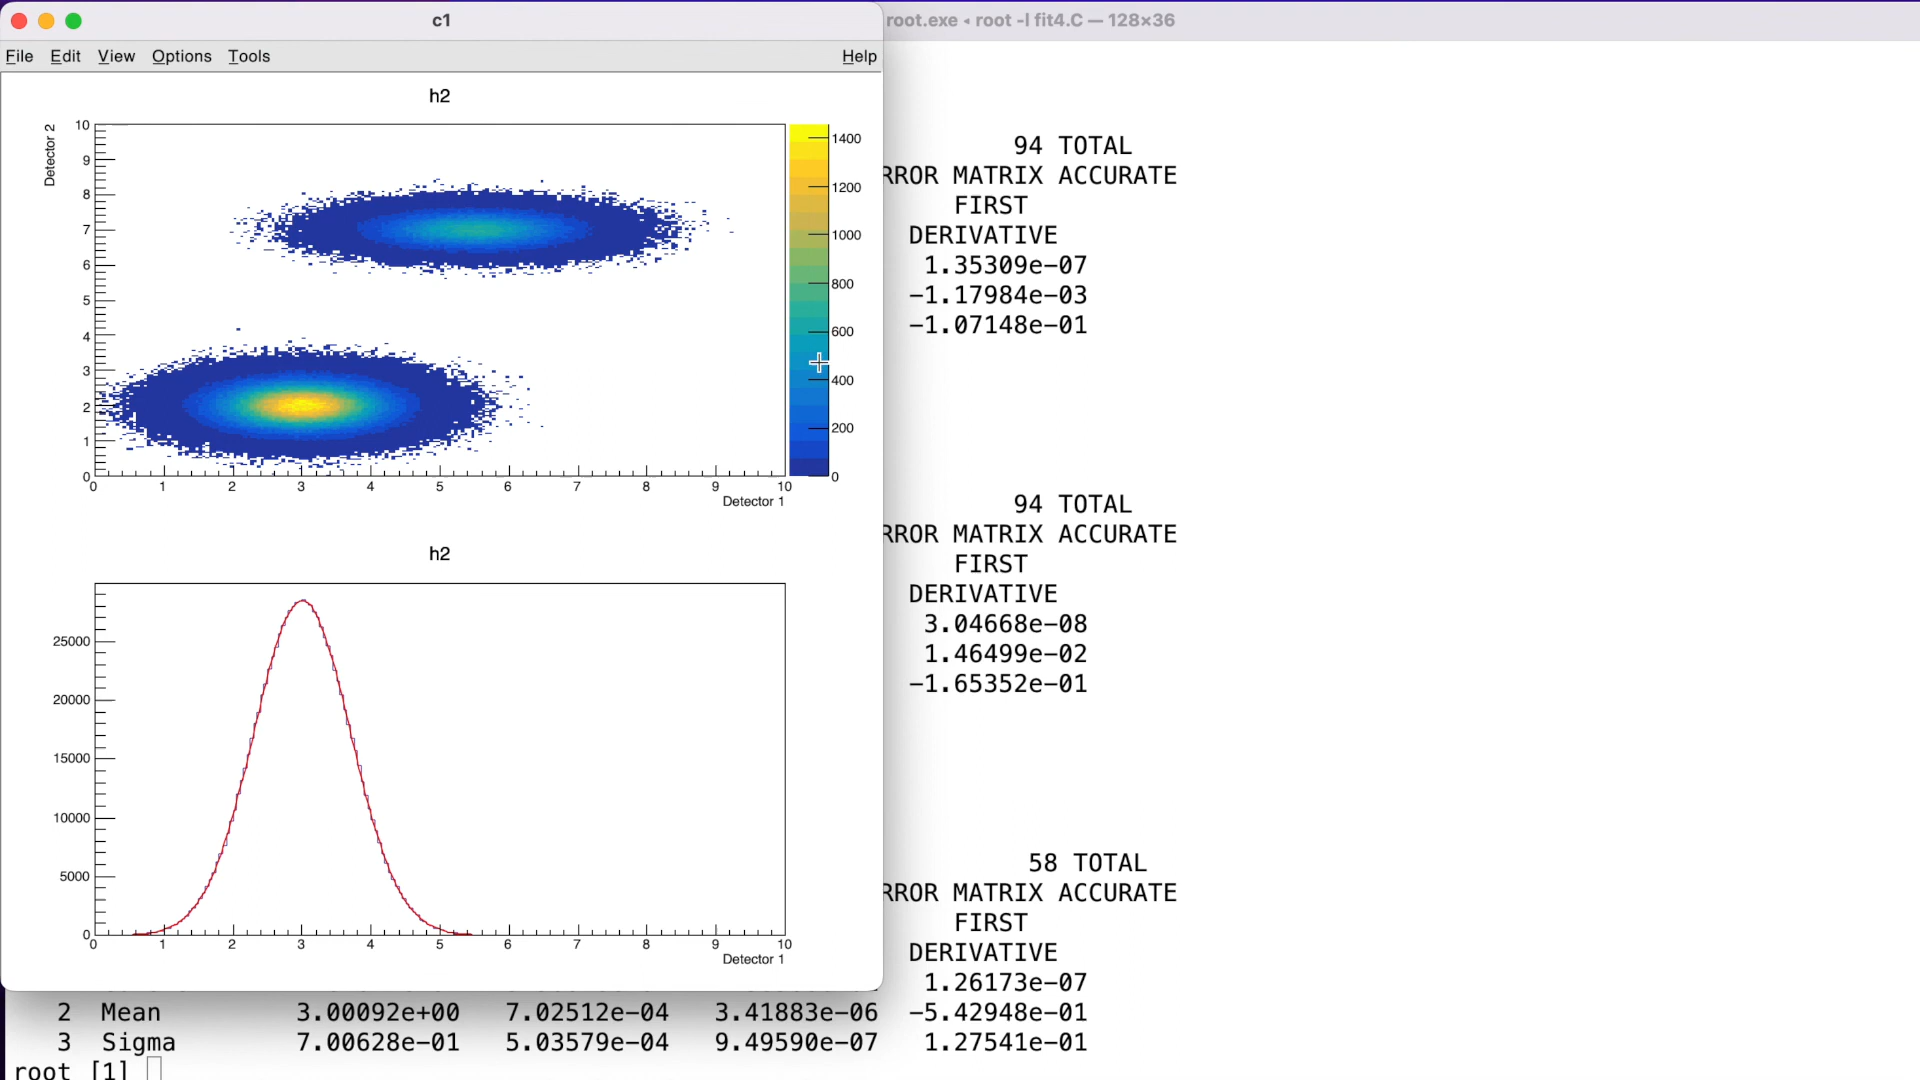 c1
root.exe ◂ root -l fit4.C — 128×36
File Edit View Options Tools Help
h2
Detector 2
10
9
8
7
6
5
4
3
2
1
0
0 1 2 3 4 5 6 7 8 9 10
Detector 1
1400
1200
1000
800
600
400
200
0
h2
25000
20000
15000
10000
5000
0
0 1 2 3 4 5 6 7 8 9 10
Detector 1
94 TOTAL
RROR MATRIX ACCURATE
FIRST
DERIVATIVE
1.35309e-07
-1.17984e-03
-1.07148e-01
94 TOTAL
RROR MATRIX ACCURATE
FIRST
DERIVATIVE
3.04668e-08
1.46499e-02
-1.65352e-01
58 TOTAL
RROR MATRIX ACCURATE
FIRST
DERIVATIVE
1.26173e-07
2 Mean 3.00092e+00 7.02512e-04 3.41883e-06 -5.42948e-01
3 Sigma 7.00628e-01 5.03579e-04 9.49590e-07 1.27541e-01
root [1]